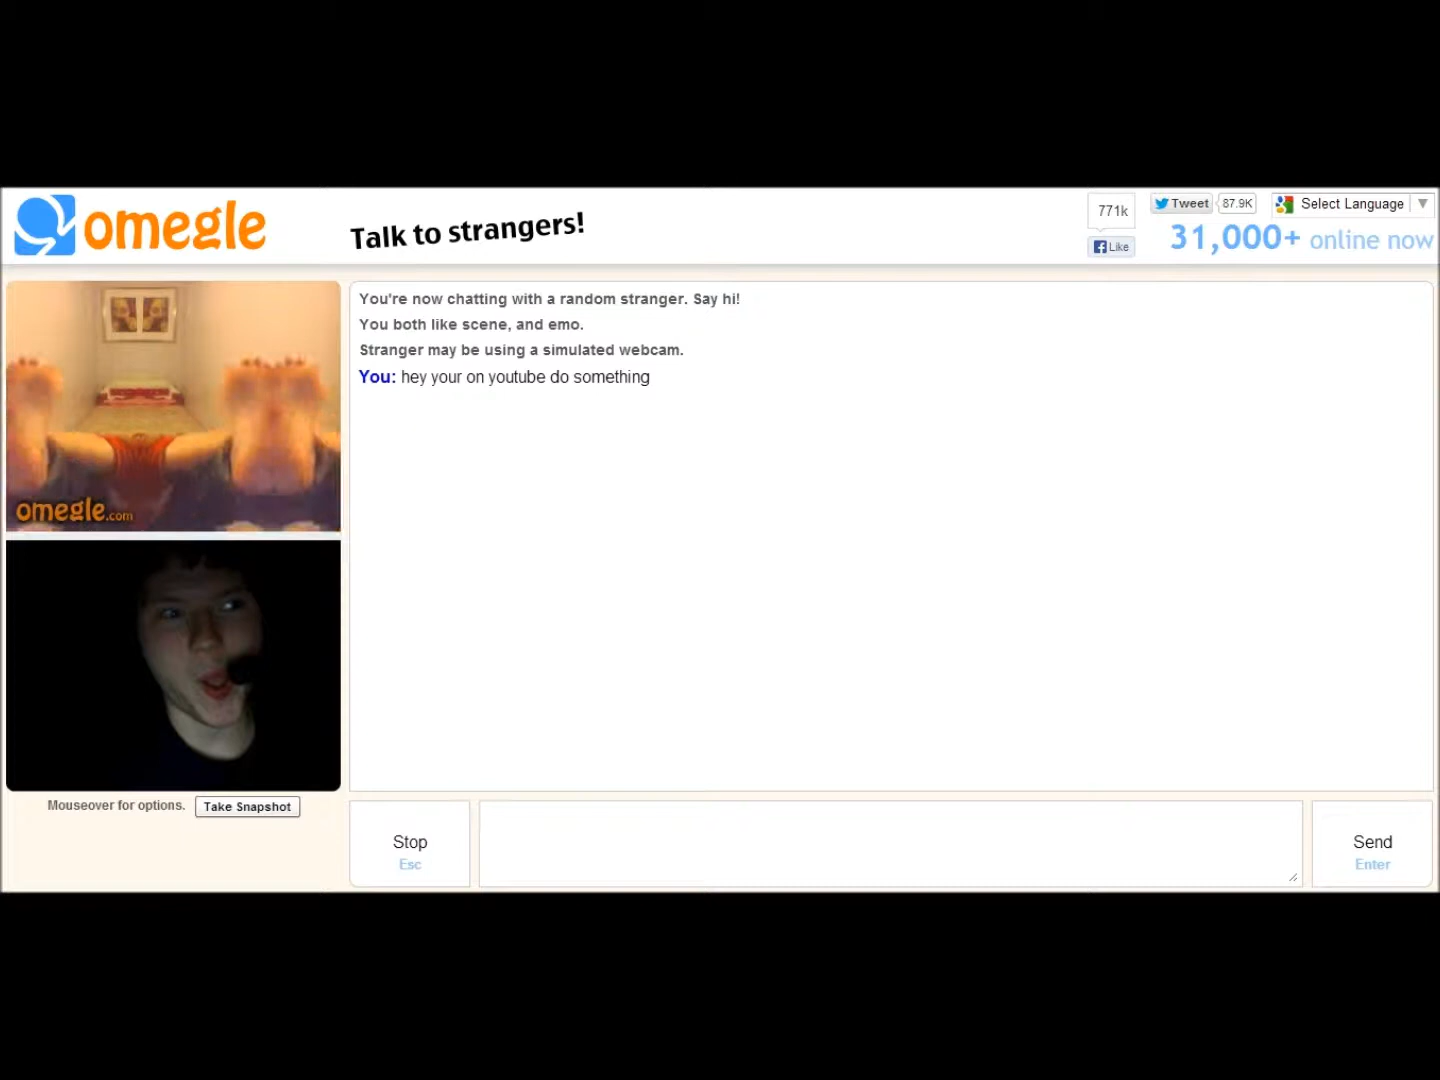 omegle
Talk to strangers!
771k
Like
Tweet
87.9K
Select Language
31,000+ online now
You're now chatting with a random stranger. Say hi!
You both like scene, and emo.
Stranger may be using a simulated webcam.
You: hey your on youtube do something
omegle.com
Mouseover for options.
Take Snapshot
Stop
Esc
Send
Enter